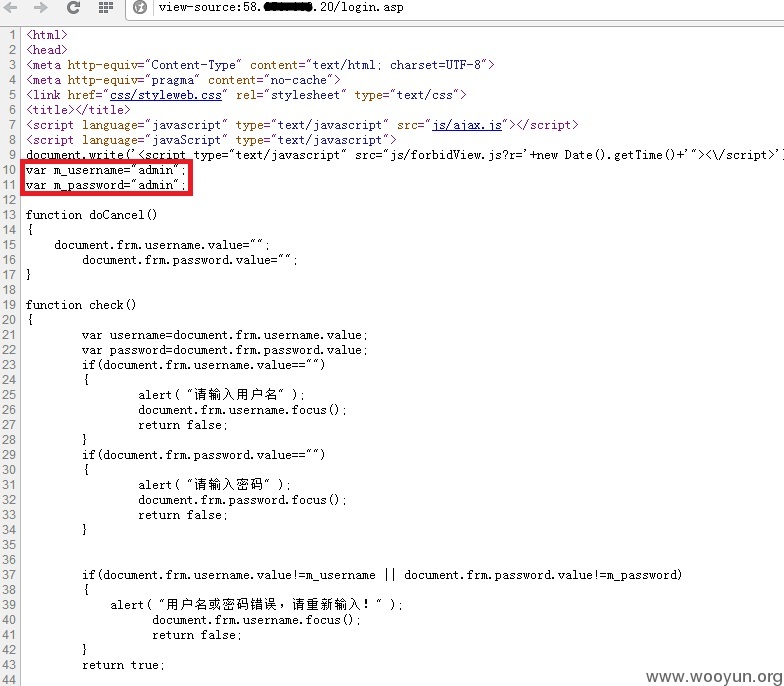 view-source:58. .20/login.asp
1 <html>
2 <head>
3 <meta http-equiv="Content-Type" content="text/html; charset=UTF-8">
4 <meta http-equiv="pragma" content="no-cache">
5 <link href="css/styleweb.css" rel="stylesheet" type="text/css">
6 <title></title>
7 <script language="javascript" type="text/javascript" src="js/ajax.js"></script>
8 <script language="javaScript" type="text/javascript">
9 document.write('<script type="text/javascript" src="js/forbidView.js?r='+new Date().getTime()+'"><\/script>'
10 var m_username="admin";
11 var m_password="admin";
12
13 function doCancel()
14 {
15 document.frm.username.value="";
16 document.frm.password.value="";
17 }
18
19 function check()
20 {
21 var username=document.frm.username.value;
22 var password=document.frm.password.value;
23 if(document.frm.username.value=="")
24 {
25 alert( "请输入用户名" );
26 document.frm.username.focus();
27 return false;
28 }
29 if(document.frm.password.value=="")
30 {
31 alert( "请输入密码" );
32 document.frm.password.focus();
33 return false;
34 }
35
36
37 if(document.frm.username.value!=m_username || document.frm.password.value!=m_password)
38 {
39 alert( "用户名或密码错误，请重新输入！" );
40 document.frm.username.focus();
41 return false;
42 }
43 return true;
44
www.wooyun.org